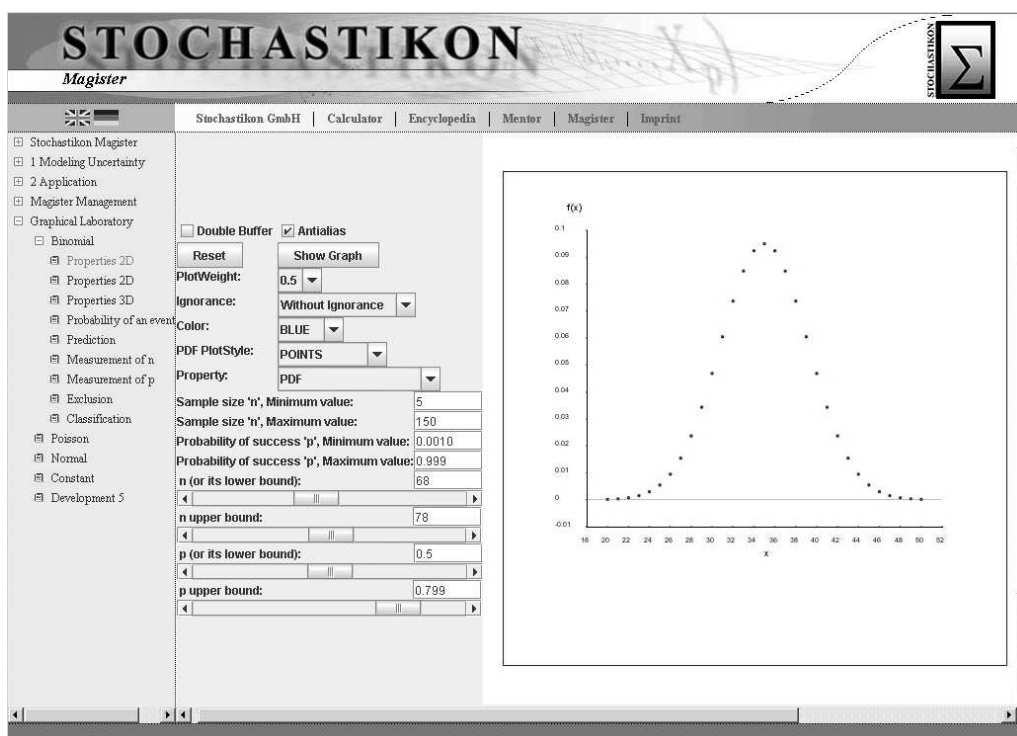 STOCHASTIKON
Magister
STOCHASTIKON
Σ
Stochastikon GmbH | Calculator | Encyclopedia | Mentor | Magister | Imprint
Stochastikon Magister
1 Modeling Uncertainty
2 Application
Magister Management
Graphical Laboratory
Binomial
Properties 2D
Properties 2D
Properties 3D
Probability of an event
Prediction
Measurement of n
Measurement of p
Exclusion
Classification
Poisson
Normal
Constant
Development 5
Double Buffer Antialias
Reset Show Graph
PlotWeight: 0.5
Ignorance: Without Ignorance
Color: BLUE
PDF PlotStyle: POINTS
Property: PDF
Sample size 'n', Minimum value: 5
Sample size 'n', Maximum value: 150
Probability of success 'p', Minimum value: 0.0010
Probability of success 'p', Maximum value: 0.999
n (or its lower bound): 68
n upper bound: 78
p (or its lower bound): 0.5
p upper bound: 0.799
f(x)
0.1
0.09
0.08
0.07
0.06
0.05
0.04
0.03
0.02
0.01
0
-0.01
18 20 22 24 26 28 30 32 34 36 38 40 42 44 46 48 50 52
x